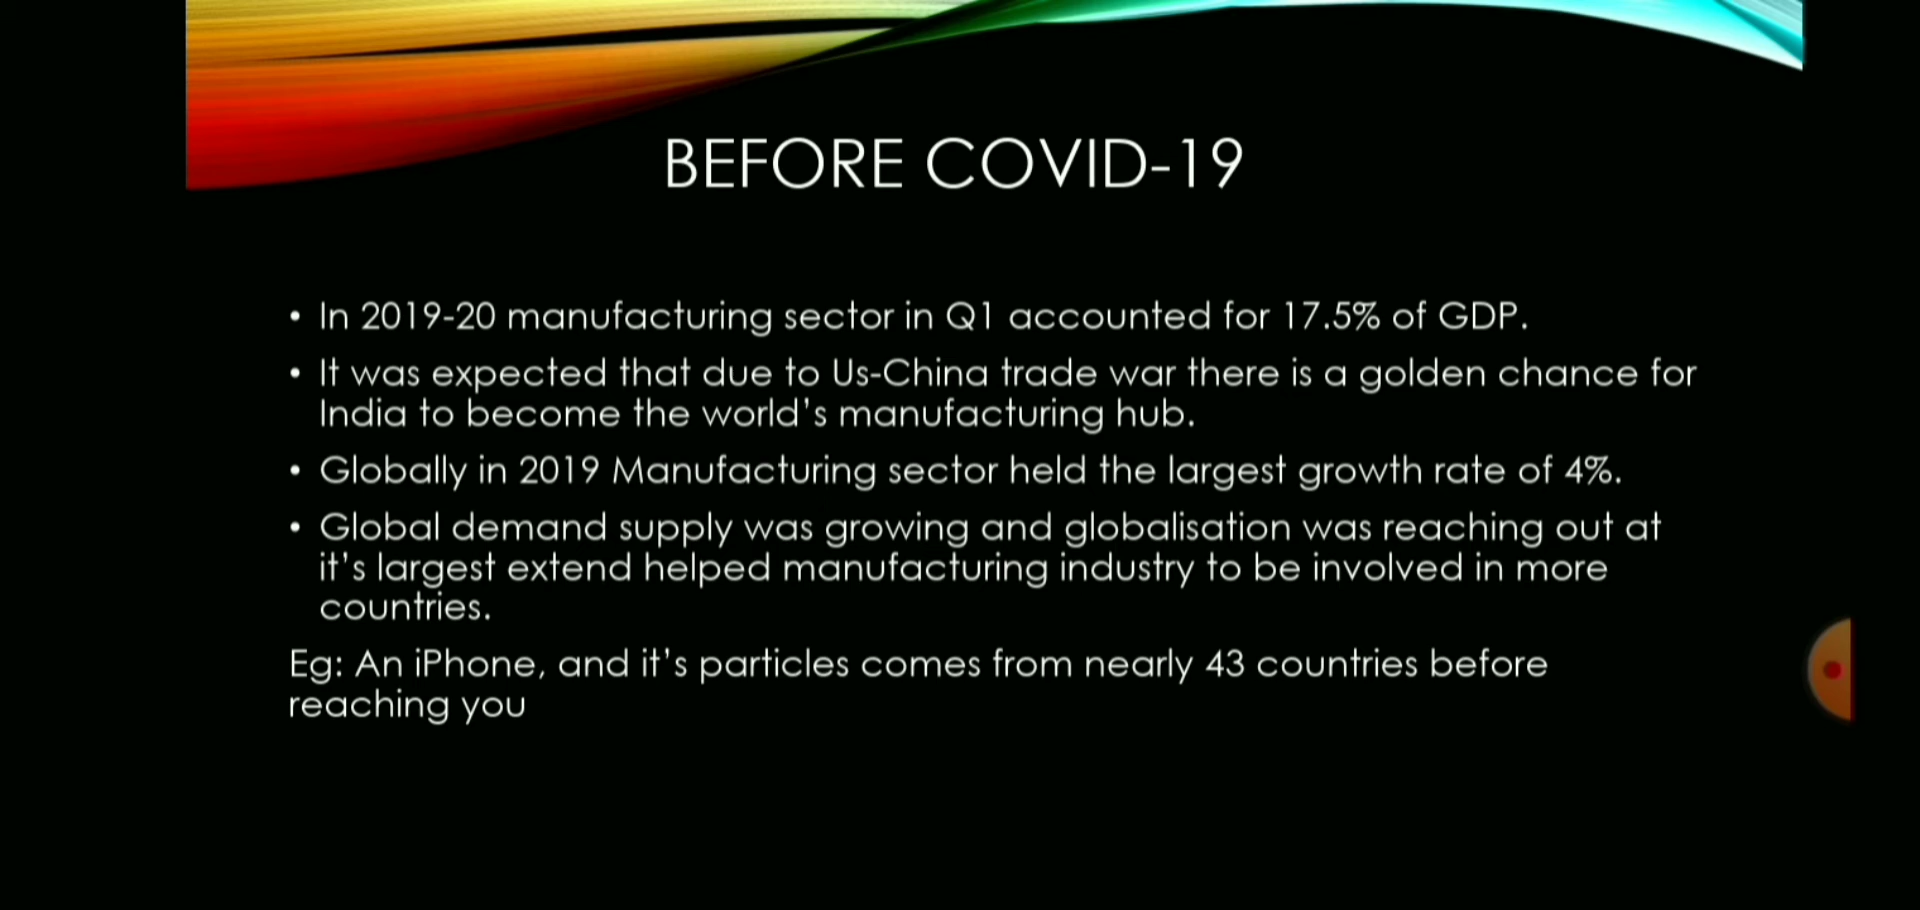 BEFORE COVID-19
• In 2019-20 manufacturing sector in Q1 accounted for 17.5% of GDP.
• It was expected that due to Us-China trade war there is a golden chance for
India to become the world's manufacturing hub.
• Globally in 2019 Manufacturing sector held the largest growth rate of 4%.
• Global demand supply was growing and globalisation was reaching out at
it's largest extend helped manufacturing industry to be involved in more
countries.
Eg: An iPhone, and it's particles comes from nearly 43 countries before
reaching you